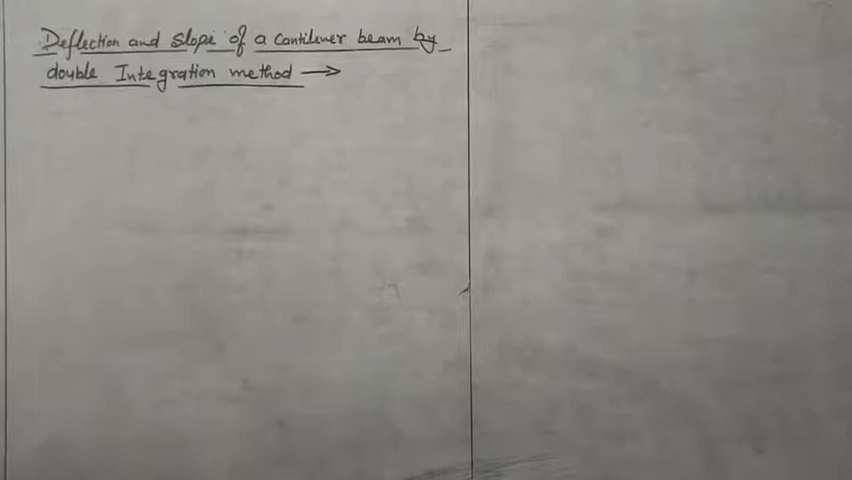 Deflection and slope of a cantilever beam by
double Integration method →